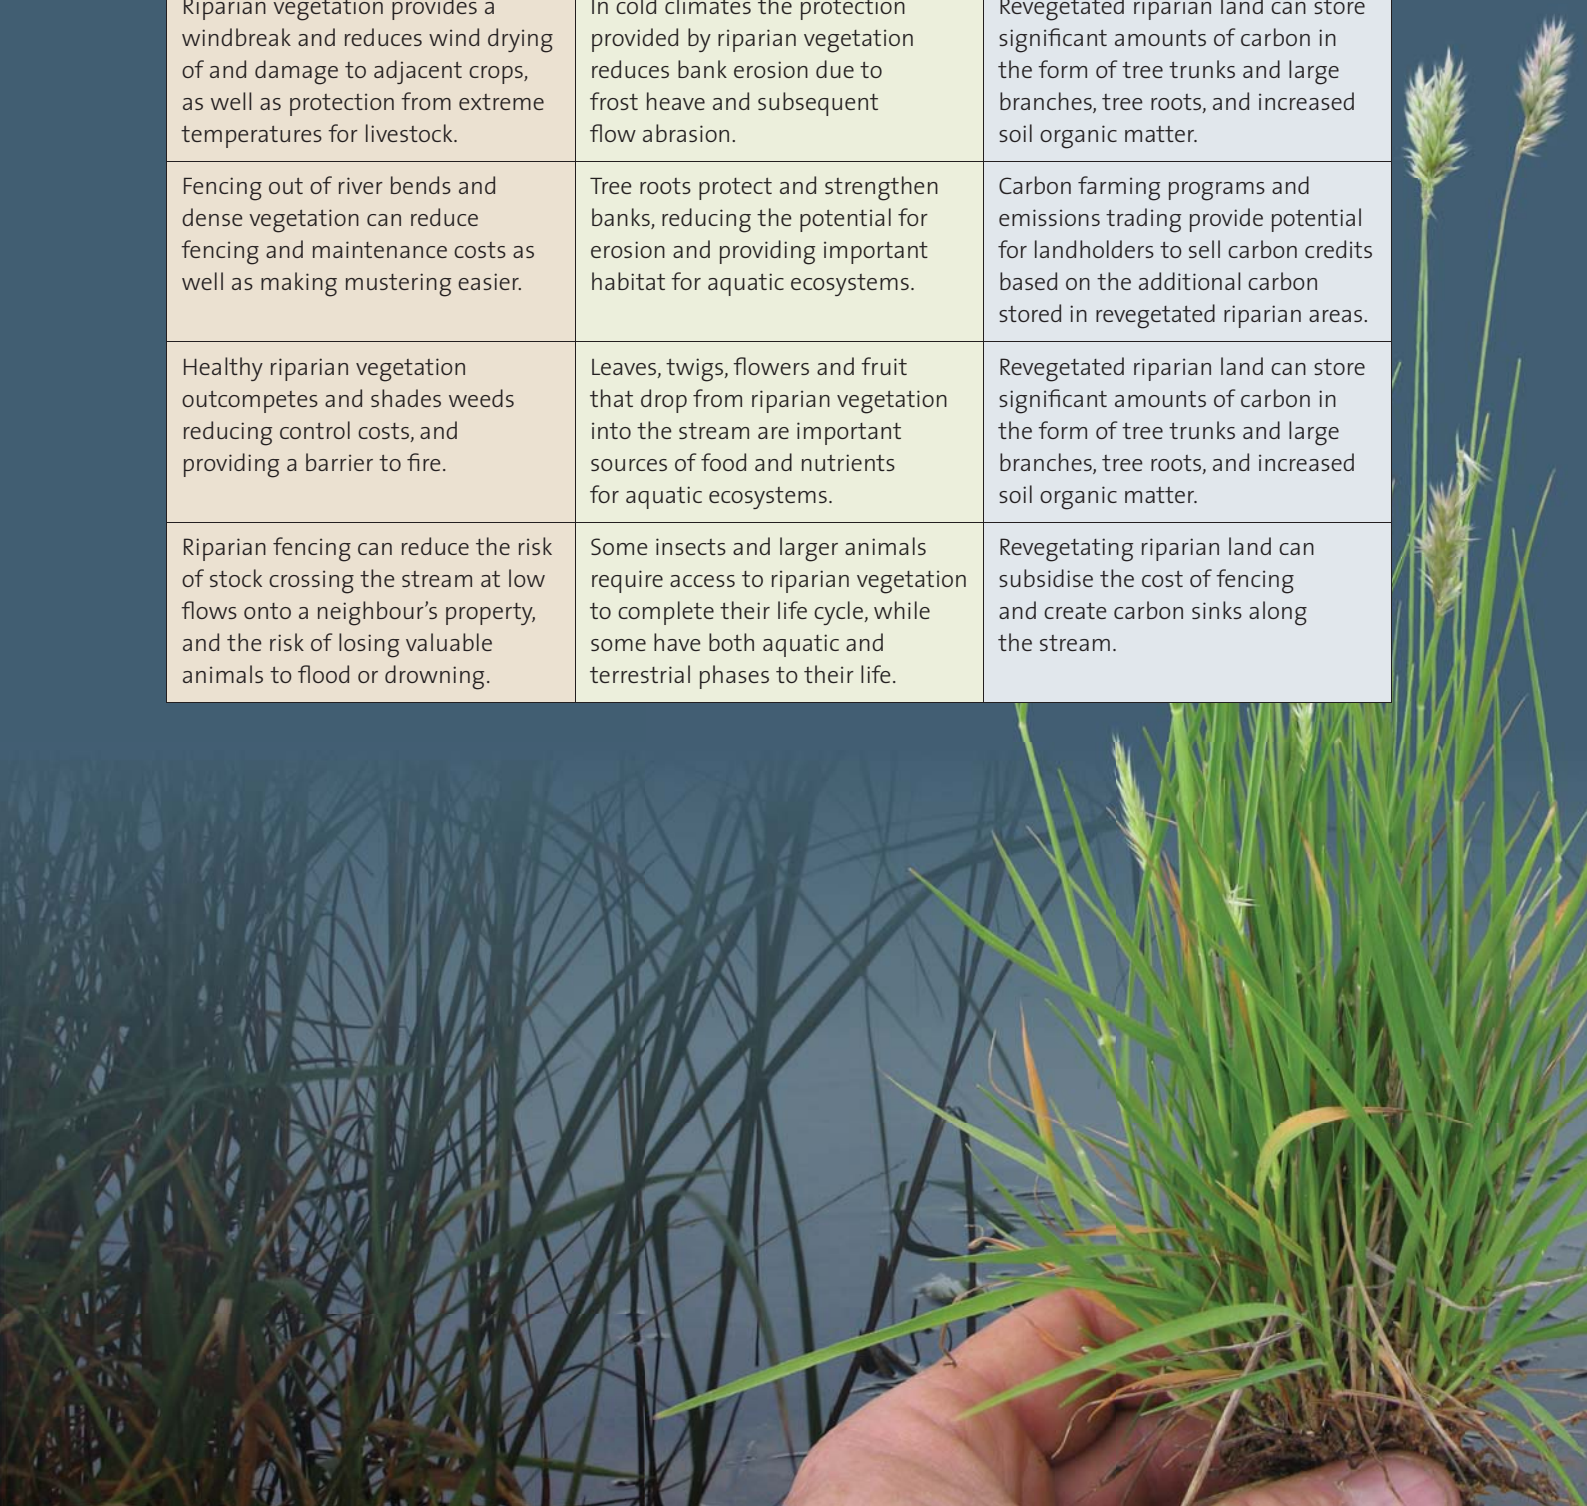 Riparian vegetation provides a
windbreak and reduces wind drying
of and damage to adjacent crops,
as well as protection from extreme
temperatures for livestock.
In cold climates the protection
provided by riparian vegetation
reduces bank erosion due to
frost heave and subsequent
flow abrasion.
Revegetated riparian land can store
significant amounts of carbon in
the form of tree trunks and large
branches, tree roots, and increased
soil organic matter.
Fencing out of river bends and
dense vegetation can reduce
fencing and maintenance costs as
well as making mustering easier.
Tree roots protect and strengthen
banks, reducing the potential for
erosion and providing important
habitat for aquatic ecosystems.
Carbon farming programs and
emissions trading provide potential
for landholders to sell carbon credits
based on the additional carbon
stored in revegetated riparian areas.
Healthy riparian vegetation
outcompetes and shades weeds
reducing control costs, and
providing a barrier to fire.
Leaves, twigs, flowers and fruit
that drop from riparian vegetation
into the stream are important
sources of food and nutrients
for aquatic ecosystems.
Revegetated riparian land can store
significant amounts of carbon in
the form of tree trunks and large
branches, tree roots, and increased
soil organic matter.
Riparian fencing can reduce the risk
of stock crossing the stream at low
flows onto a neighbour’s property,
and the risk of losing valuable
animals to flood or drowning.
Some insects and larger animals
require access to riparian vegetation
to complete their life cycle, while
some have both aquatic and
terrestrial phases to their life.
Revegetating riparian land can
subsidise the cost of fencing
and create carbon sinks along
the stream.